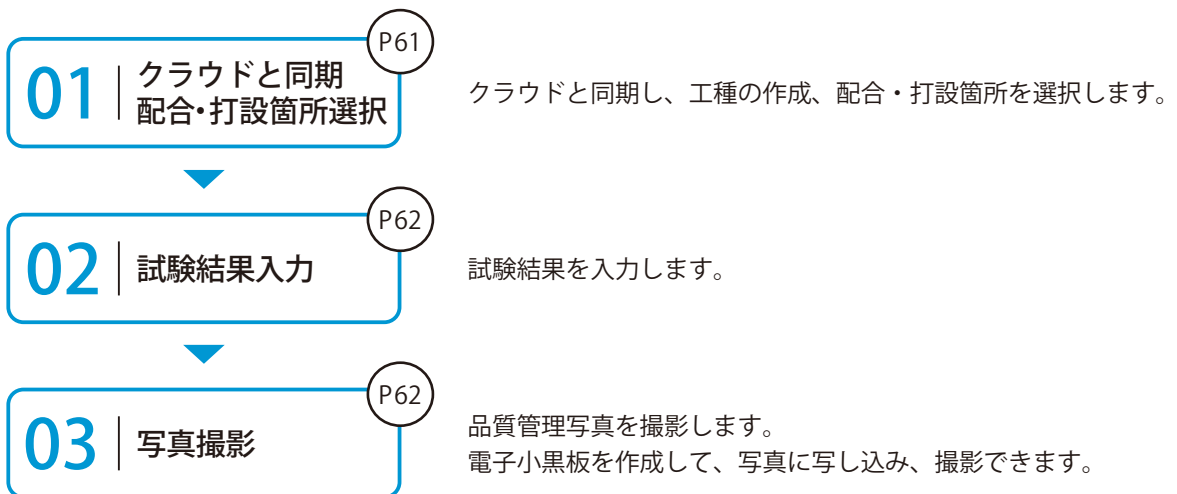 P61
01
クラウドと同期
配合・打設箇所選択
クラウドと同期し、工種の作成、配合・打設箇所を選択します。
P62
02
試験結果入力
試験結果を入力します。
P62
03
写真撮影
品質管理写真を撮影します。
電子小黒板を作成して、写真に写し込み、撮影できます。